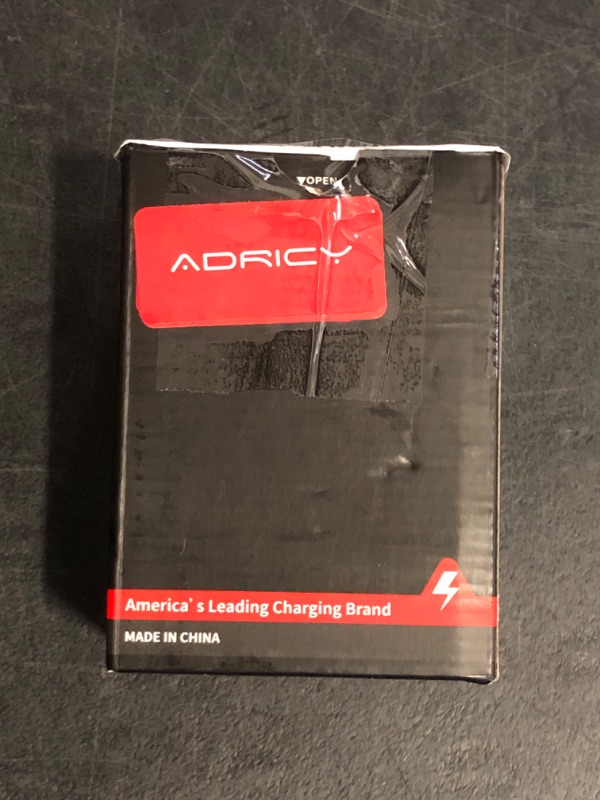 ▼OPEN
ADRICY
America's Leading Charging Brand
MADE IN CHINA